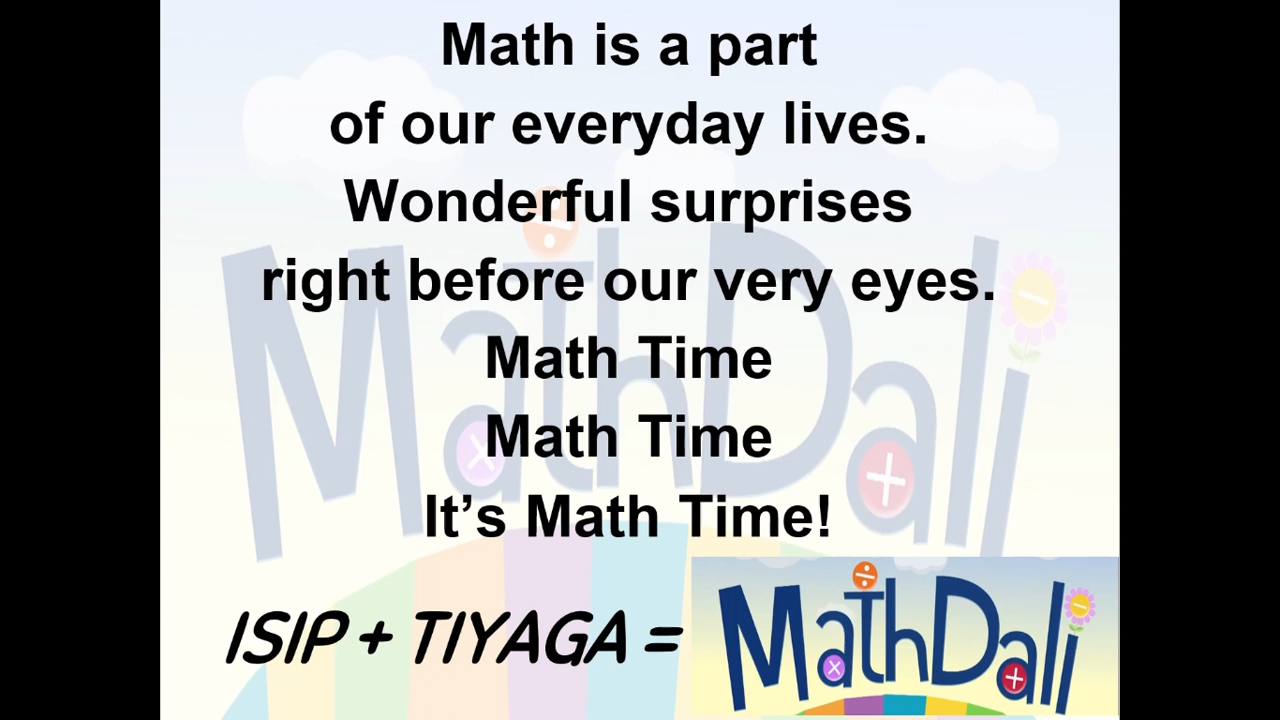 Math is a part
of our everyday lives.
Wonderful surprises
right before our very eyes.
Math Time
Math Time
It’s Math Time!
ISIP + TIYAGA = MathDali
MathDali